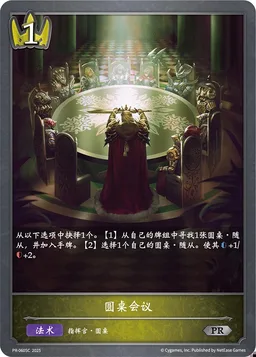 1
从以下选项中抉择1个。【1】从自己的牌组中寻找1张圆桌·随
从，并加入手牌。【2】选择1个自己的圆桌·随从。使其+1/
+2。
圆桌会议
法术 指挥官·圆桌
PR
PR-060SC 2025
© Cygames, Inc. Published by NetEase Games